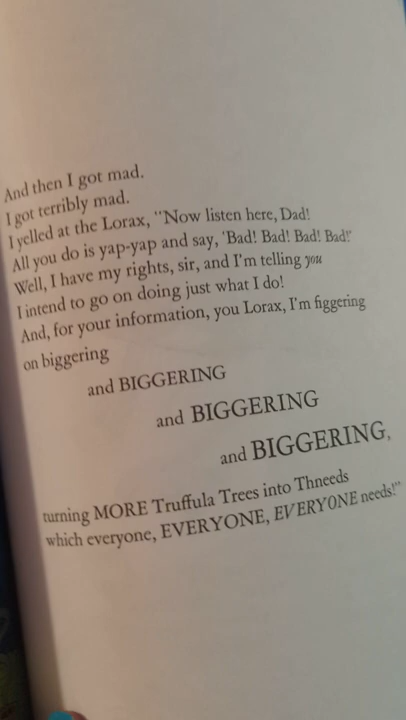 And then I got mad.
I got terribly mad.
I yelled at the Lorax, "Now listen here, Dad!
All you do is yap-yap and say, 'Bad! Bad! Bad! Bad!'
Well, I have my rights, sir, and I'm telling you
I intend to go on doing just what I do!
And, for your information, you Lorax, I'm figgering
on biggering
and BIGGERING
and BIGGERING
and BIGGERING,
turning MORE Truffula Trees into Thneeds
which everyone, EVERYONE, EVERYONE needs!"